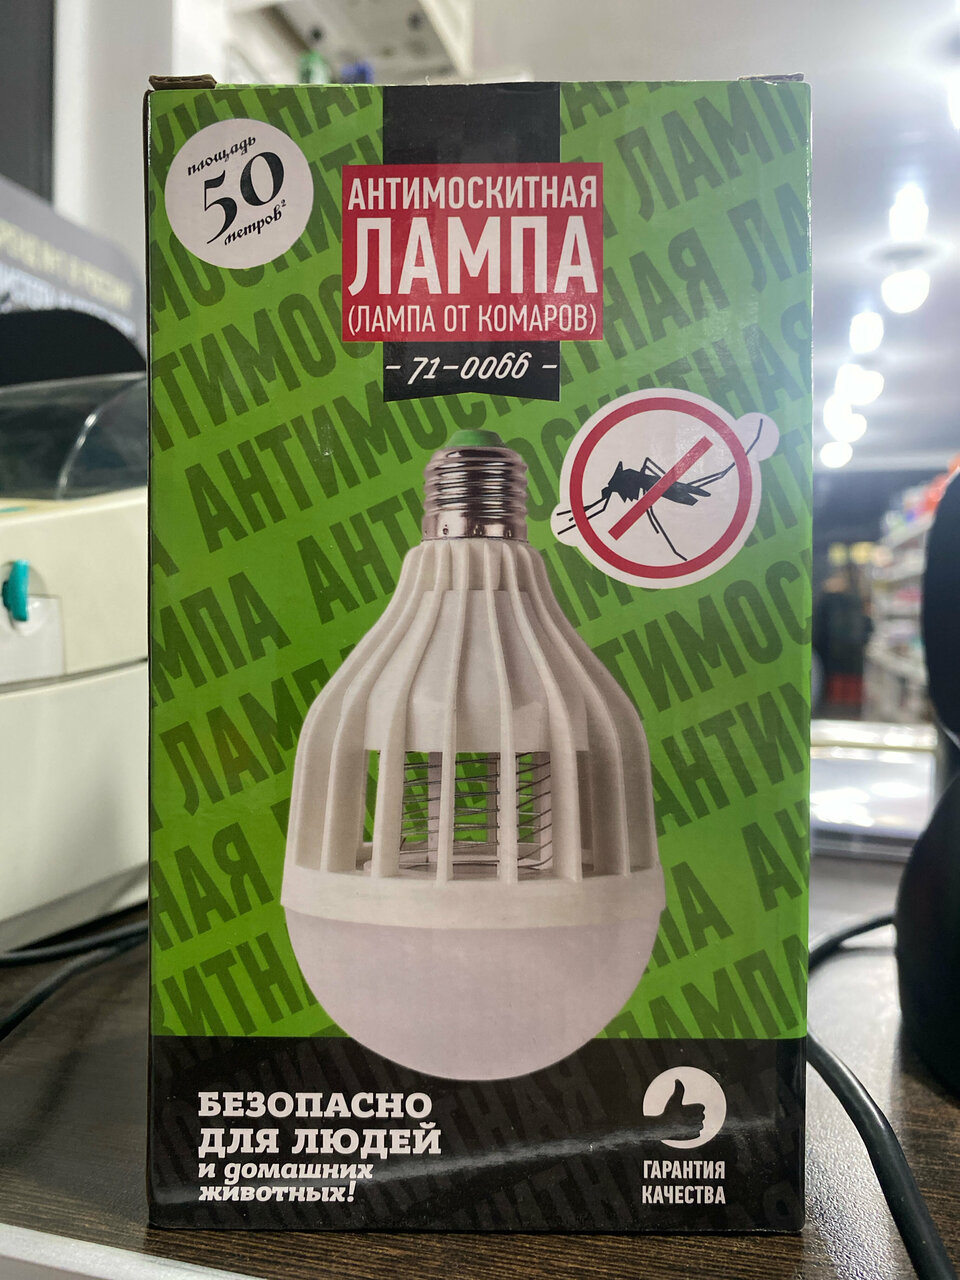 площадь
50
метров²
АНТИМОСКИТНАЯ
ЛАМПА
(ЛАМПА ОТ КОМАРОВ)
- 71-0066 -
БЕЗОПАСНО
ДЛЯ ЛЮДЕЙ
и домашних
животных!
ГАРАНТИЯ
КАЧЕСТВА